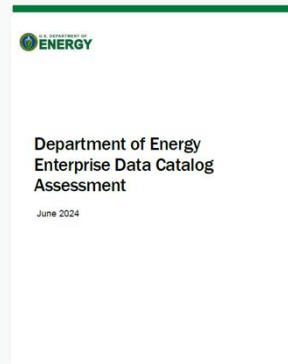 U.S. DEPARTMENT OF
ENERGY
Department of Energy
Enterprise Data Catalog
Assessment
June 2024